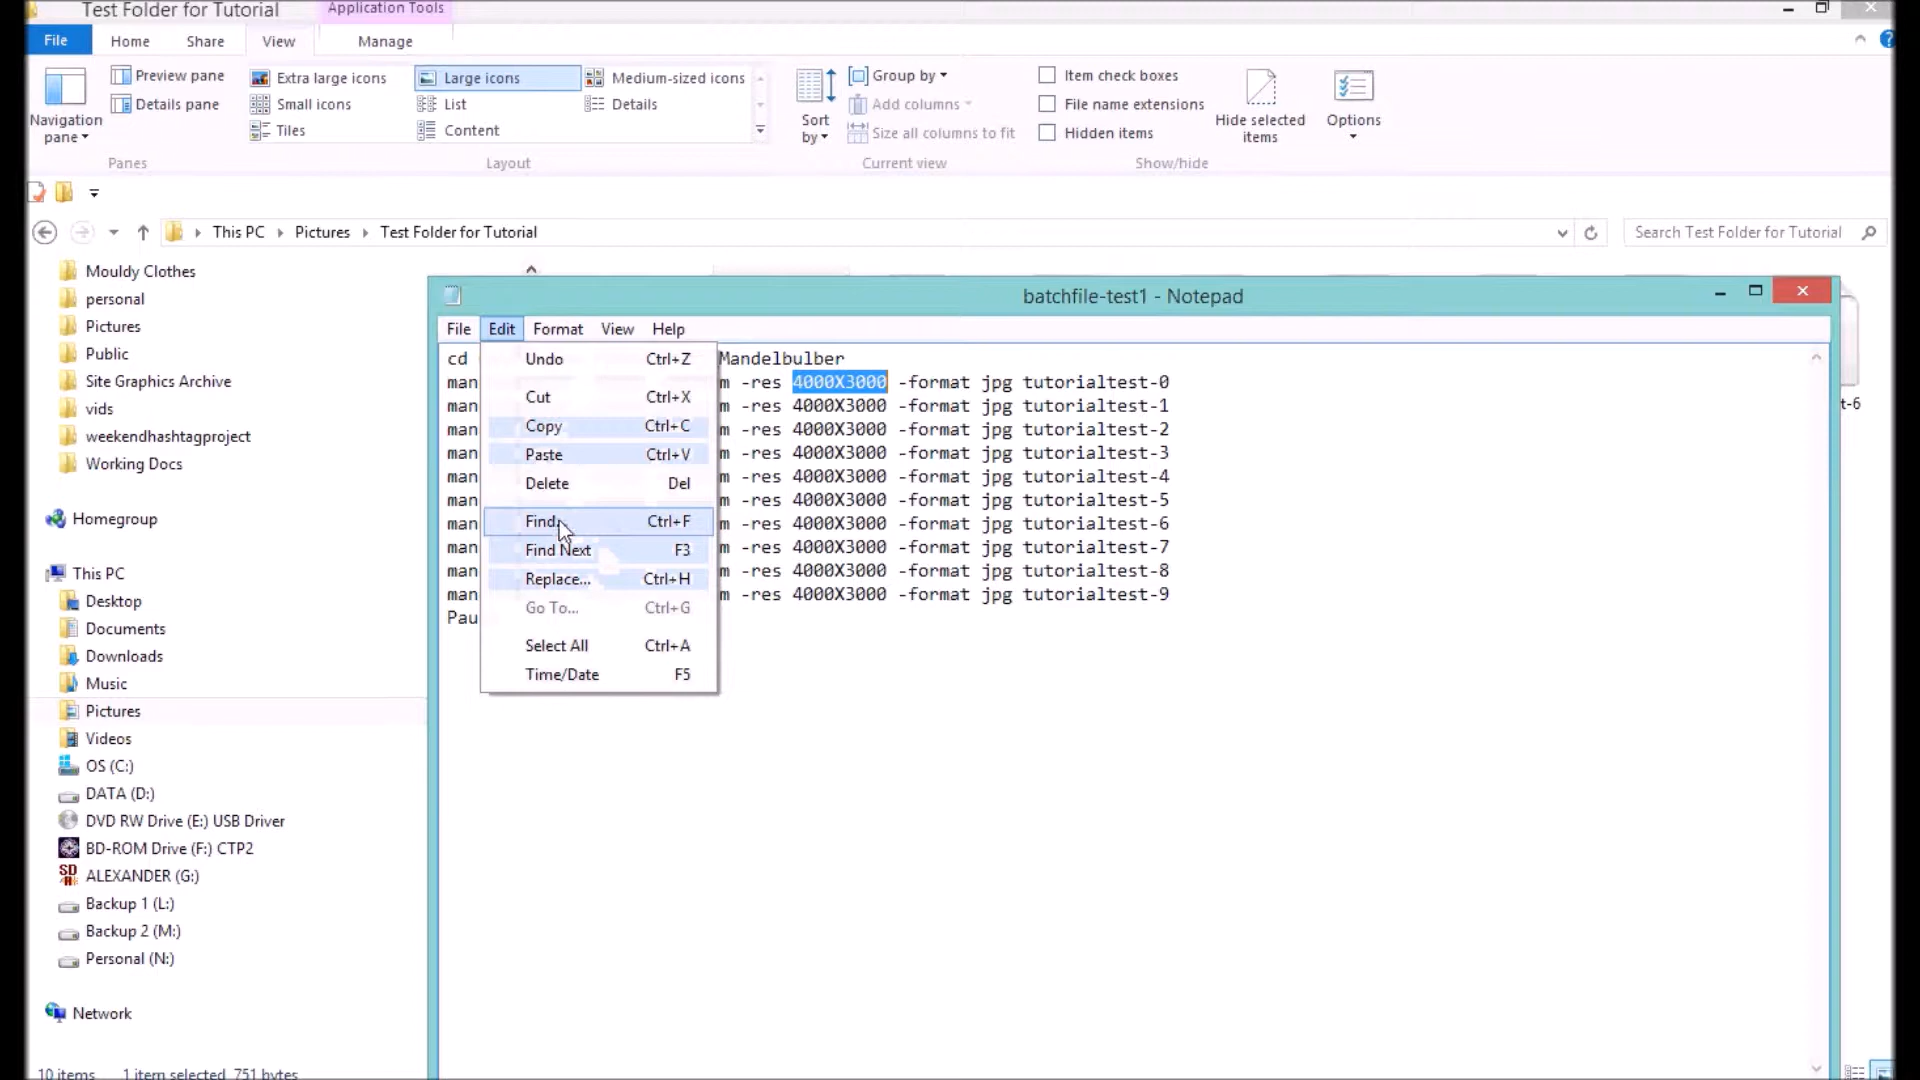 Test Folder for Tutorial
Application Tools
File Home Share View Manage
Navigation pane
Preview pane
Details pane
Panes
Extra large icons
Large icons
Medium-sized icons
Small icons
List
Details
Tiles
Content
Layout
Sort by
Group by
Add columns
Size all columns to fit
Current view
Item check boxes
File name extensions
Hidden items
Hide selected items
Show/hide
Options
This PC Pictures Test Folder for Tutorial
Search Test Folder for Tutorial
Mouldy Clothes
personal
Pictures
Public
Site Graphics Archive
vids
weekendhashtagproject
Working Docs
Homegroup
This PC
Desktop
Documents
Downloads
Music
Pictures
Videos
OS (C:)
DATA (D:)
DVD RW Drive (E:) USB Driver
BD-ROM Drive (F:) CTP2
ALEXANDER (G:)
Backup 1 (L:)
Backup 2 (M:)
Personal (N:)
Network
10 items 1 item selected 751 bytes
batchfile-test1 - Notepad
File Edit Format View Help
Undo Ctrl+Z
Cut Ctrl+X
Copy Ctrl+C
Paste Ctrl+V
Delete Del
Find Ctrl+F
Find Next F3
Replace... Ctrl+H
Go To... Ctrl+G
Select All Ctrl+A
Time/Date F5
cd Mandelbulber
man m -res 4000X3000 -format jpg tutorialtest-0
man m -res 4000X3000 -format jpg tutorialtest-1
man m -res 4000X3000 -format jpg tutorialtest-2
man m -res 4000X3000 -format jpg tutorialtest-3
man m -res 4000X3000 -format jpg tutorialtest-4
man m -res 4000X3000 -format jpg tutorialtest-5
man m -res 4000X3000 -format jpg tutorialtest-6
man m -res 4000X3000 -format jpg tutorialtest-7
man m -res 4000X3000 -format jpg tutorialtest-8
man m -res 4000X3000 -format jpg tutorialtest-9
Pau
t-6